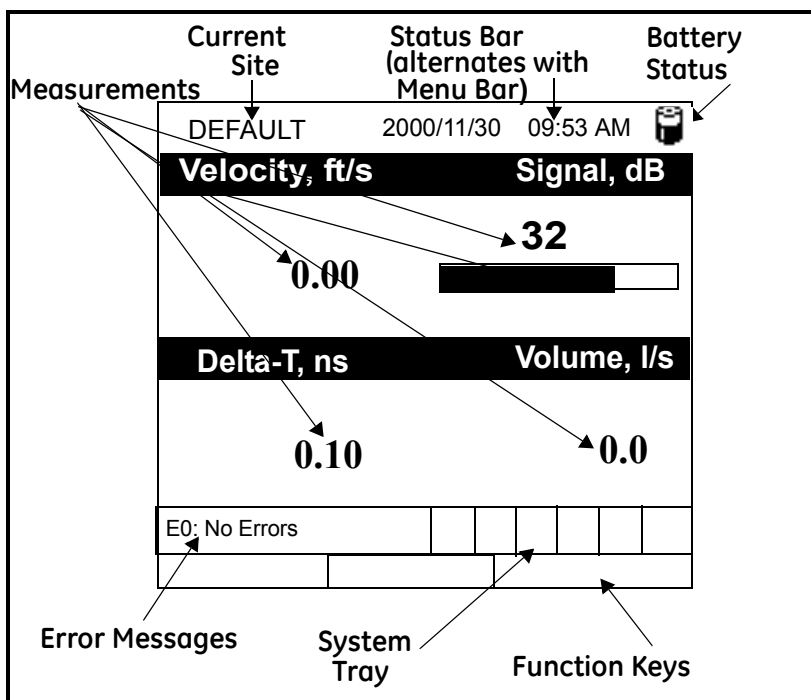 Current
Site
Status Bar
(alternates with
Menu Bar)
Battery
Status
Measurements
DEFAULT 2000/11/30 09:53 AM
Velocity, ft/s Signal, dB
32
0.00
Delta-T, ns Volume, l/s
0.10 0.0
E0: No Errors
Error Messages
System
Tray
Function Keys